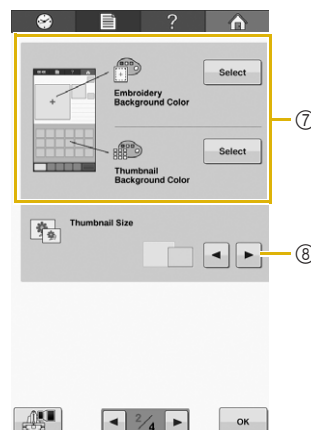 ?
Embroidery
Background Color
Select
⑦
Thumbnail
Background Color
Select
Thumbnail Size
⑧
2/4
OK